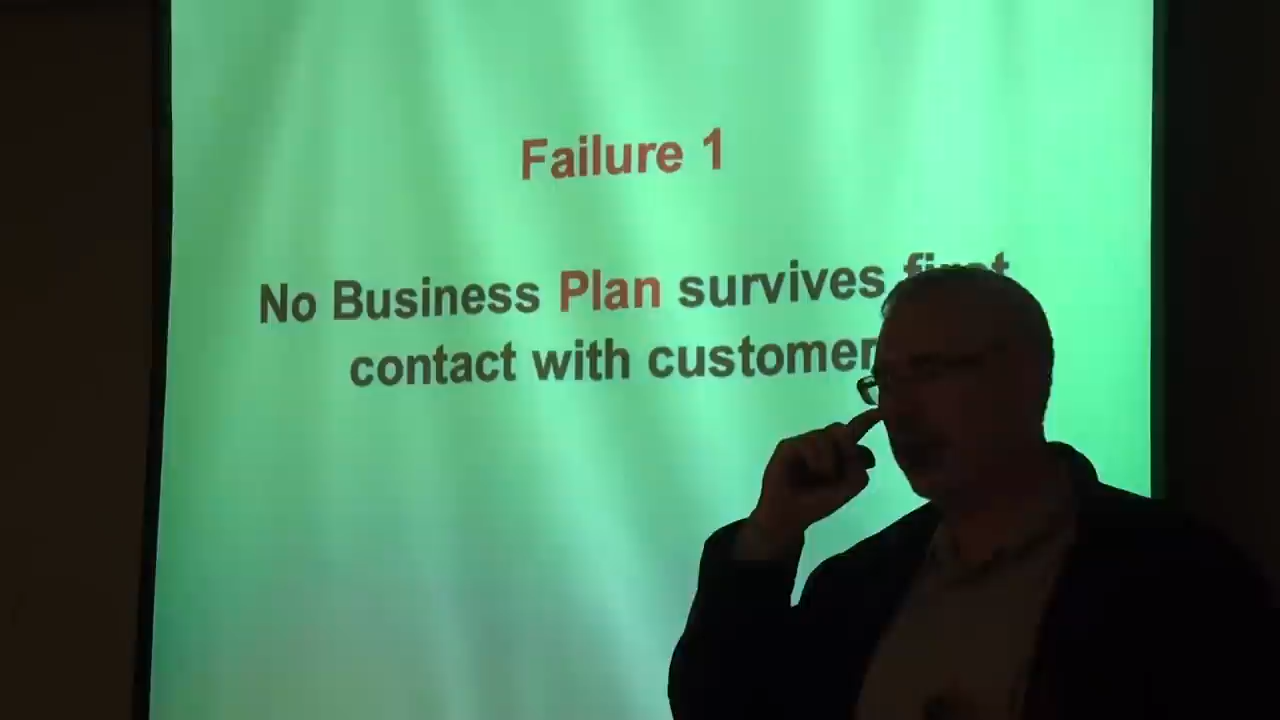 Failure 1
No Business Plan survives first
contact with customer